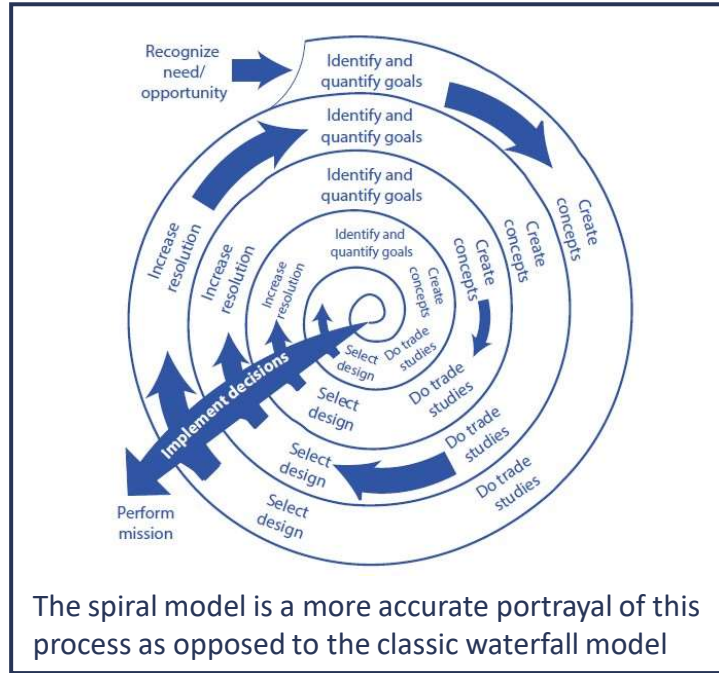 Recognize
need/
opportunity
Identify and
quantify goals
Identify and
quantify goals
Identify and
quantify goals
Identify and
quantify goals
Create
concepts
Create
concepts
Create
concepts
Create
concepts
Do trade
studies
Do trade
studies
Do trade
studies
Do trade
studies
Select
design
Select
design
Select
design
Select
design
Increase
resolution
Increase
resolution
Increase
resolution
Implement decisions
Perform
mission
The spiral model is a more accurate portrayal of this
process as opposed to the classic waterfall model